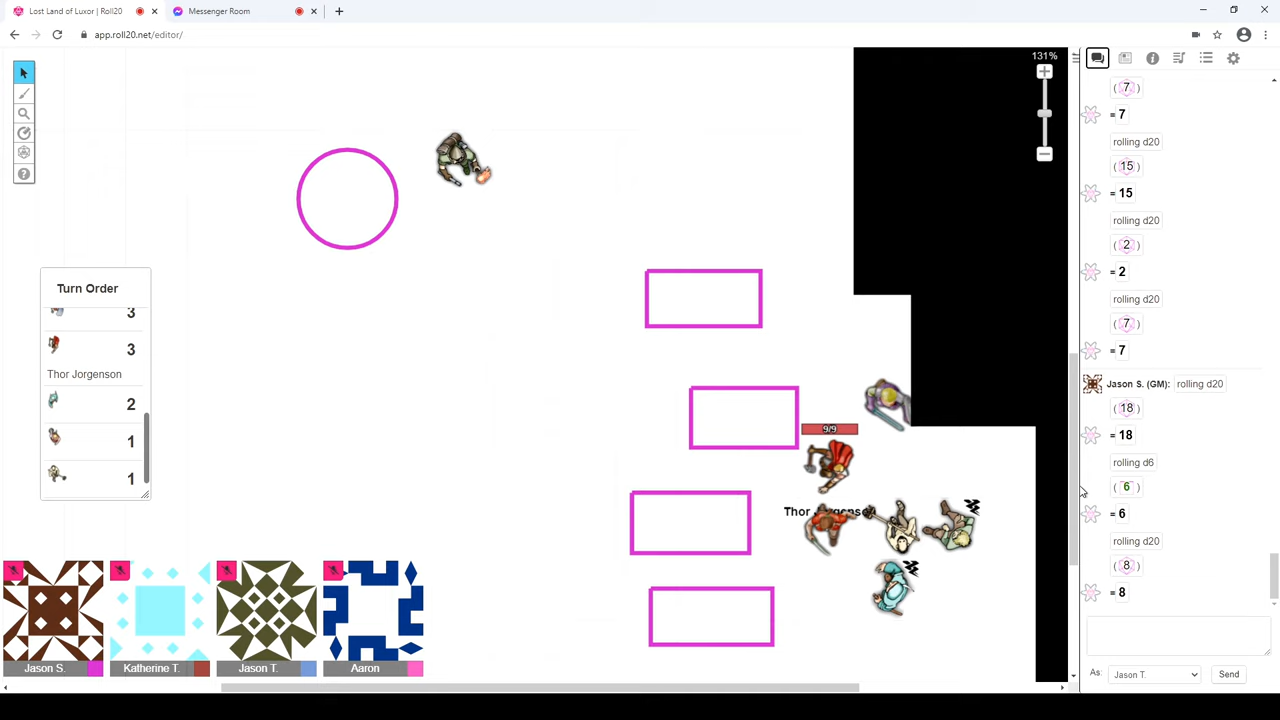 Lost Land of Luxor | Roll20
Messenger Room
app.roll20.net/editor/
131%
Turn Order
3
3
Thor Jorgenson
2
1
1
9/9
Jason S.
Katherine T.
Jason T.
Aaron
( 7 )
= 7
rolling d20
( 15 )
= 15
rolling d20
( 2 )
= 2
rolling d20
( 7 )
= 7
Jason S. (GM): rolling d20
( 18 )
= 18
rolling d6
( 6 )
= 6
rolling d20
( 8 )
= 8
As: Jason T. Send